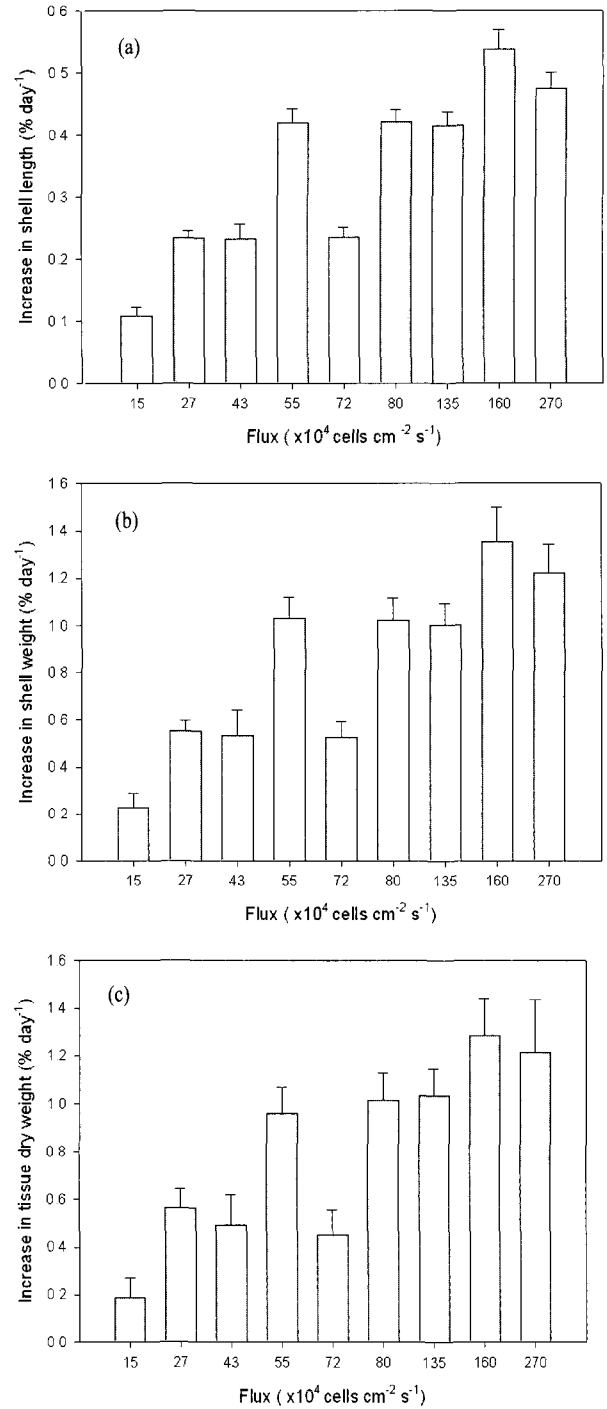 (a)
Increase in shell length (% day-1)
0 6
0 5
0 4
0.3
0 2
0 1
0 0
15 27 43 55 72 80 135 160 270
Flux ( x10^4 cells cm^-2 s^-1)
(b)
Increase in shell weight (% day-1)
1 6
1 4
1.2
1.0
0 8
0 6
0 4
0 2
0 0
15 27 43 55 72 80 135 160 270
Flux ( x10^4 cells cm^-2 s^-1)
(c)
Increase in tissue dry weight (% day-1)
1 6
1.4
1.2
1.0
0.8
0 6
0 4
0 2
0 0
15 27 43 55 72 80 135 160 270
Flux ( x10^4 cells cm^-2 s^-1)